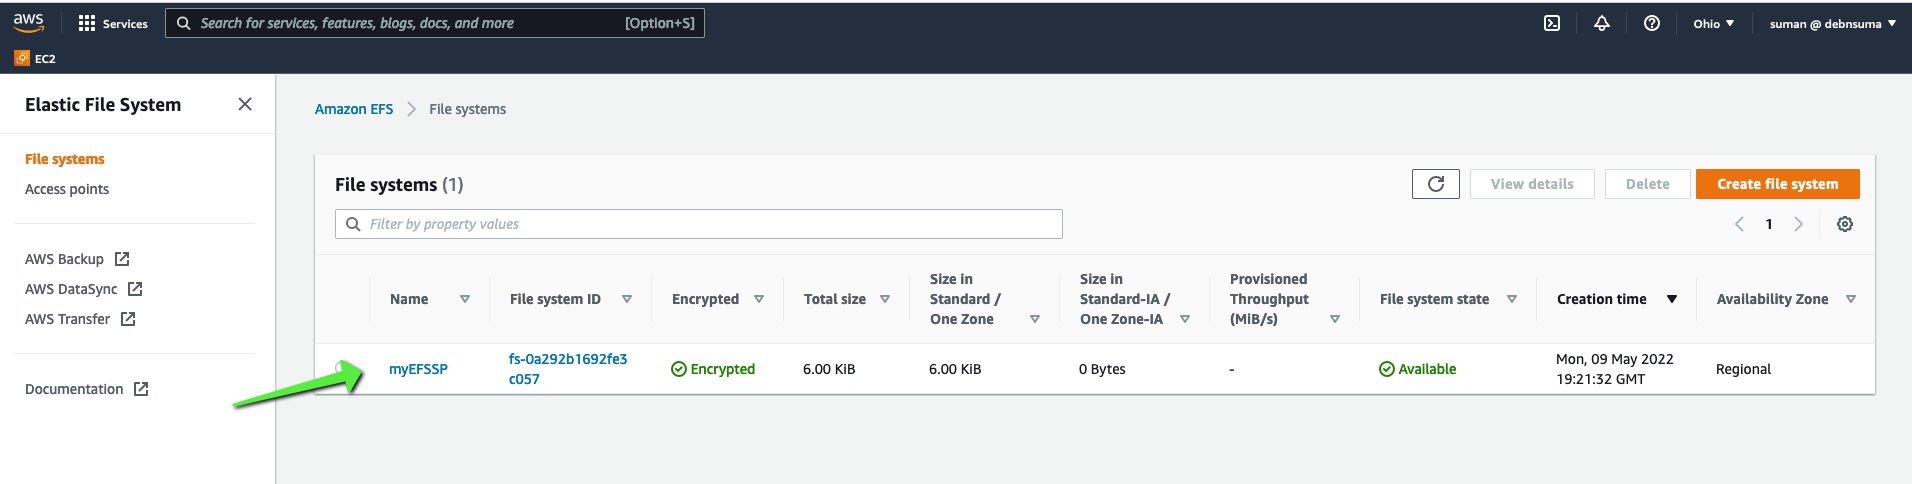 aws
Services
Search for services, features, blogs, docs, and more
[Option+S]
Ohio
suman @ debnsuma
EC2
Elastic File System
File systems
Access points
AWS Backup
AWS DataSync
AWS Transfer
Documentation
Amazon EFS
File systems
File systems (1)
View details
Delete
Create file system
Filter by property values
1
Name
File system ID
Encrypted
Total size
Size in
Standard /
One Zone
Size in
Standard-IA /
One Zone-IA
Provisioned
Throughput
(MiB/s)
File system state
Creation time
Availability Zone
myEFSSP
fs-0a292b1692fe3
c057
Encrypted
6.00 KiB
6.00 KiB
0 Bytes
-
Available
Mon, 09 May 2022
19:21:32 GMT
Regional